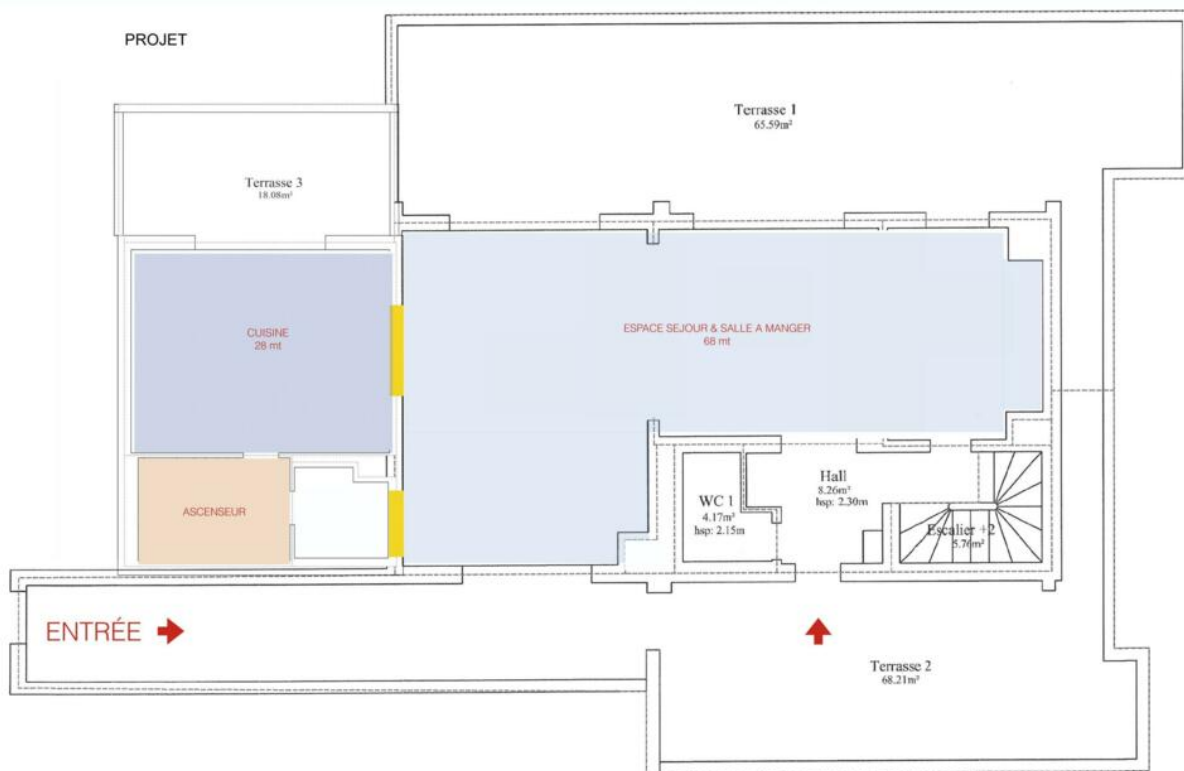 PROJET
Terrasse 1
65.59m²
Terrasse 3
18.08m²
CUISINE
28 mt
ESPACE SEJOUR & SALLE A MANGER
68 mt
ASCENSEUR
WC 1
4.17m²
hsp: 2.15m
Hall
8.26m²
hsp: 2.30m
Escalier +2
5.76m²
ENTRÉE
Terrasse 2
68.21m²